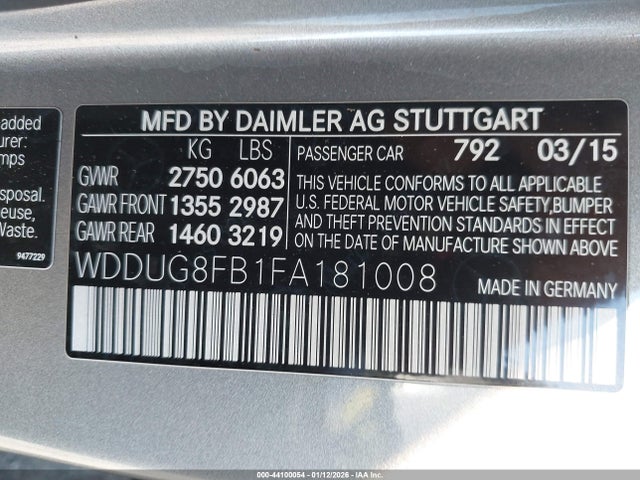 added
urer:
mps
sposal.
euse,
Waste.
9477229
MFD BY DAIMLER AG STUTTGART
KG LBS
GVWR 2750 6063
GAWR FRONT 1355 2987
GAWR REAR 1460 3219
PASSENGER CAR 792 03/15
THIS VEHICLE CONFORMS TO ALL APPLICABLE
U.S. FEDERAL MOTOR VEHICLE SAFETY,BUMPER
AND THEFT PREVENTION STANDARDS IN EFFECT
ON THE DATE OF MANUFACTURE SHOWN ABOVE.
WDDUG8FB1FA181008
MADE IN GERMANY
000-44100054 - 01/12/2026 - IAA Inc.